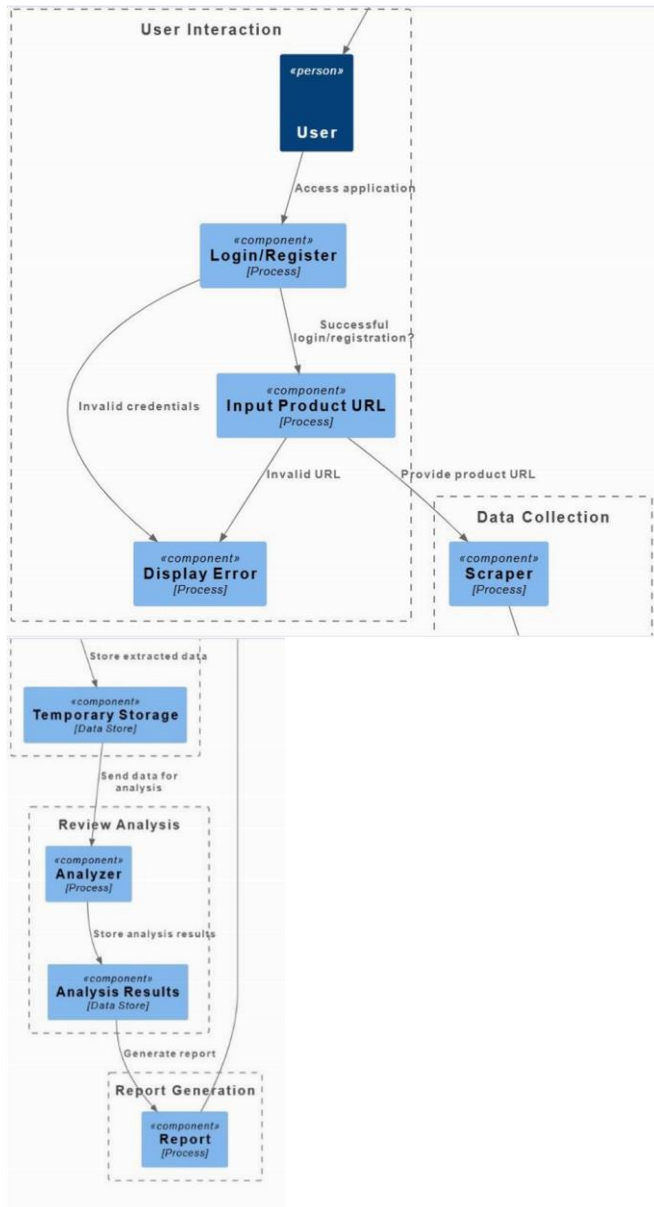 User Interaction
«person»
User
Access application
«component»
Login/Register
[Process]
Successful
login/registration?
«component»
Input Product URL
[Process]
Invalid credentials
Invalid URL
Provide product URL
Data Collection
«component»
Display Error
[Process]
«component»
Scraper
[Process]
Store extracted data
«component»
Temporary Storage
[Data Store]
Send data for
analysis
Review Analysis
«component»
Analyzer
[Process]
Store analysis results
«component»
Analysis Results
[Data Store]
Generate report
Report Generation
«component»
Report
[Process]